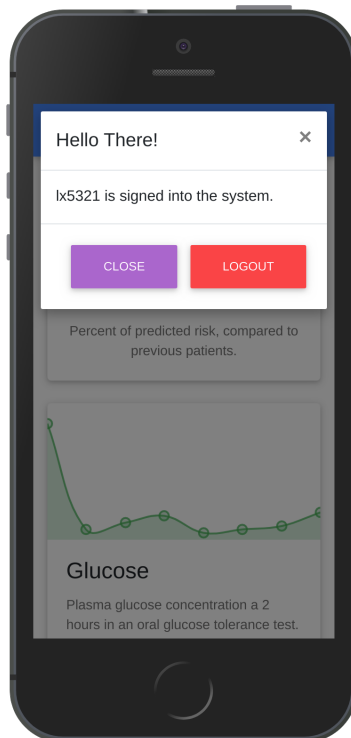 Hello There!
×
lx5321 is signed into the system.
CLOSE
LOGOUT
Percent of predicted risk, compared to
previous patients.
Glucose
Plasma glucose concentration a 2
hours in an oral glucose tolerance test.